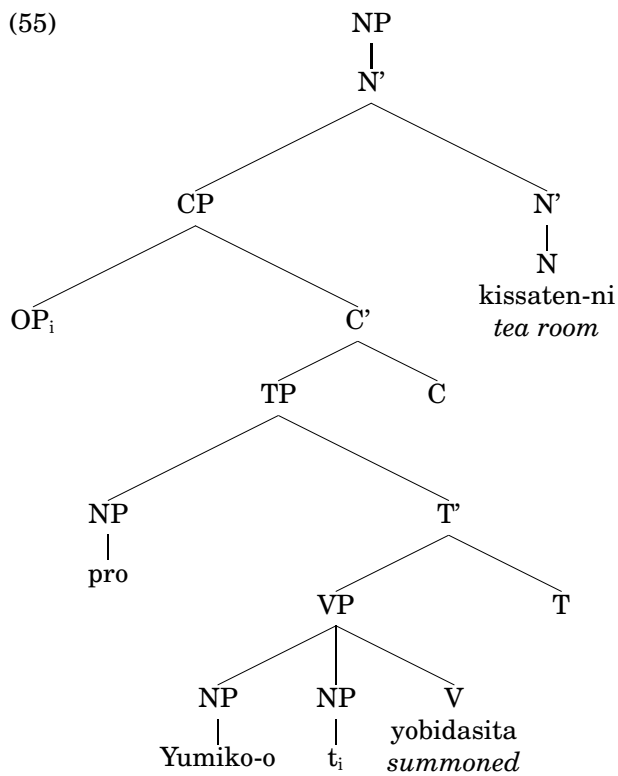 (55) NP
N'
CP N'
N
OPi C' kissaten-ni
tea room
TP C
NP T'
pro
VP T
NP NP V
yobidasita
Yumiko-o ti summoned